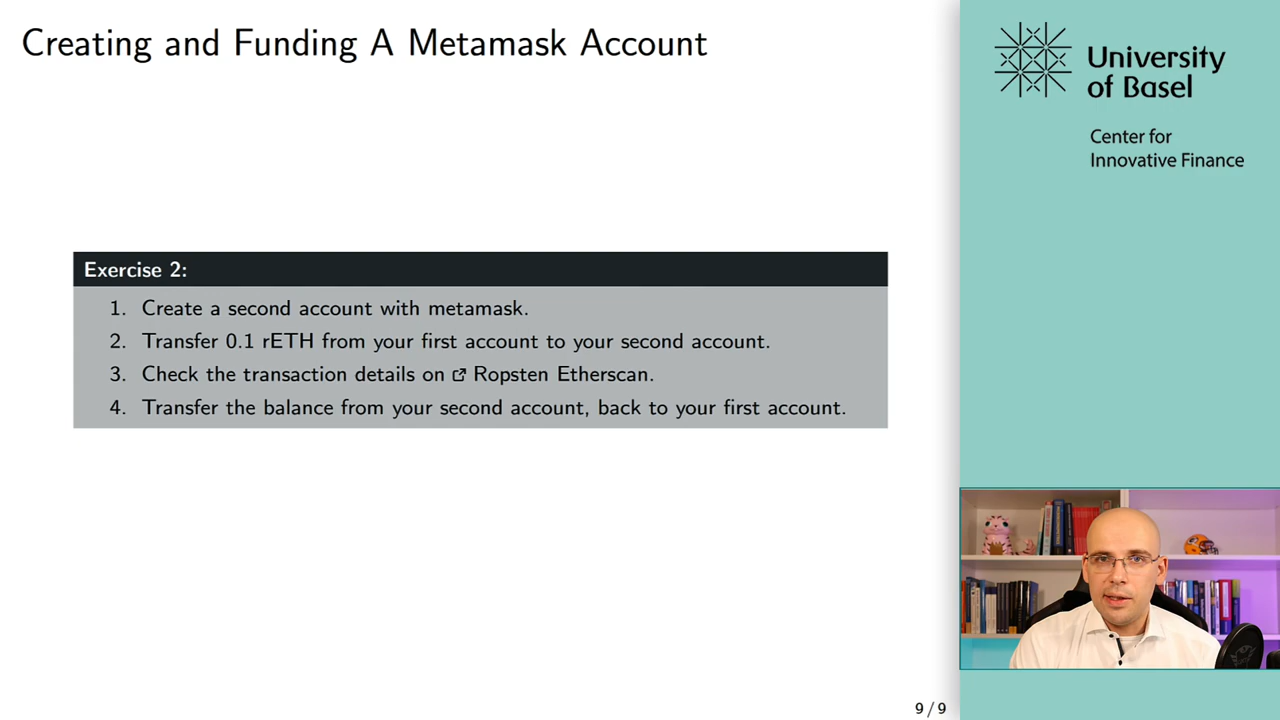 Creating and Funding A Metamask Account
University
of Basel
Center for
Innovative Finance
Exercise 2:
1. Create a second account with metamask.
2. Transfer 0.1 rETH from your first account to your second account.
3. Check the transaction details on Ropsten Etherscan.
4. Transfer the balance from your second account, back to your first account.
9 / 9